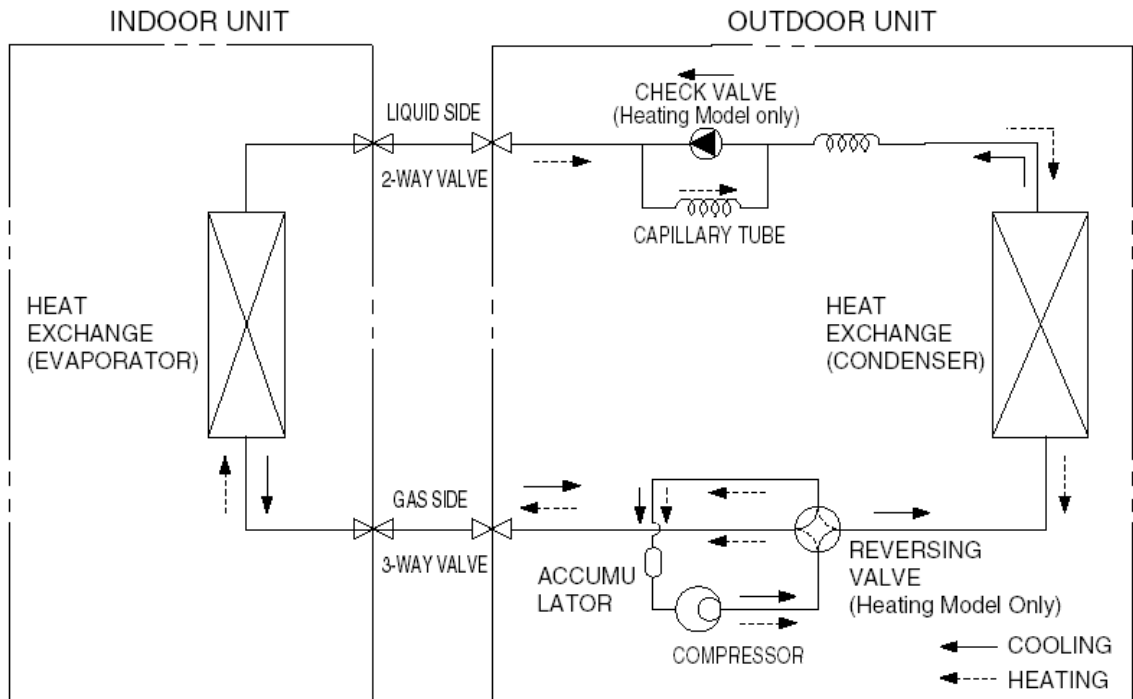 INDOOR UNIT
OUTDOOR UNIT
LIQUID SIDE
2-WAY VALVE
CHECK VALVE
(Heating Model only)
CAPILLARY TUBE
HEAT
EXCHANGE
(EVAPORATOR)
HEAT
EXCHANGE
(CONDENSER)
GAS SIDE
3-WAY VALVE
ACCUMU
LATOR
COMPRESSOR
REVERSING
VALVE
(Heating Model Only)
COOLING
HEATING